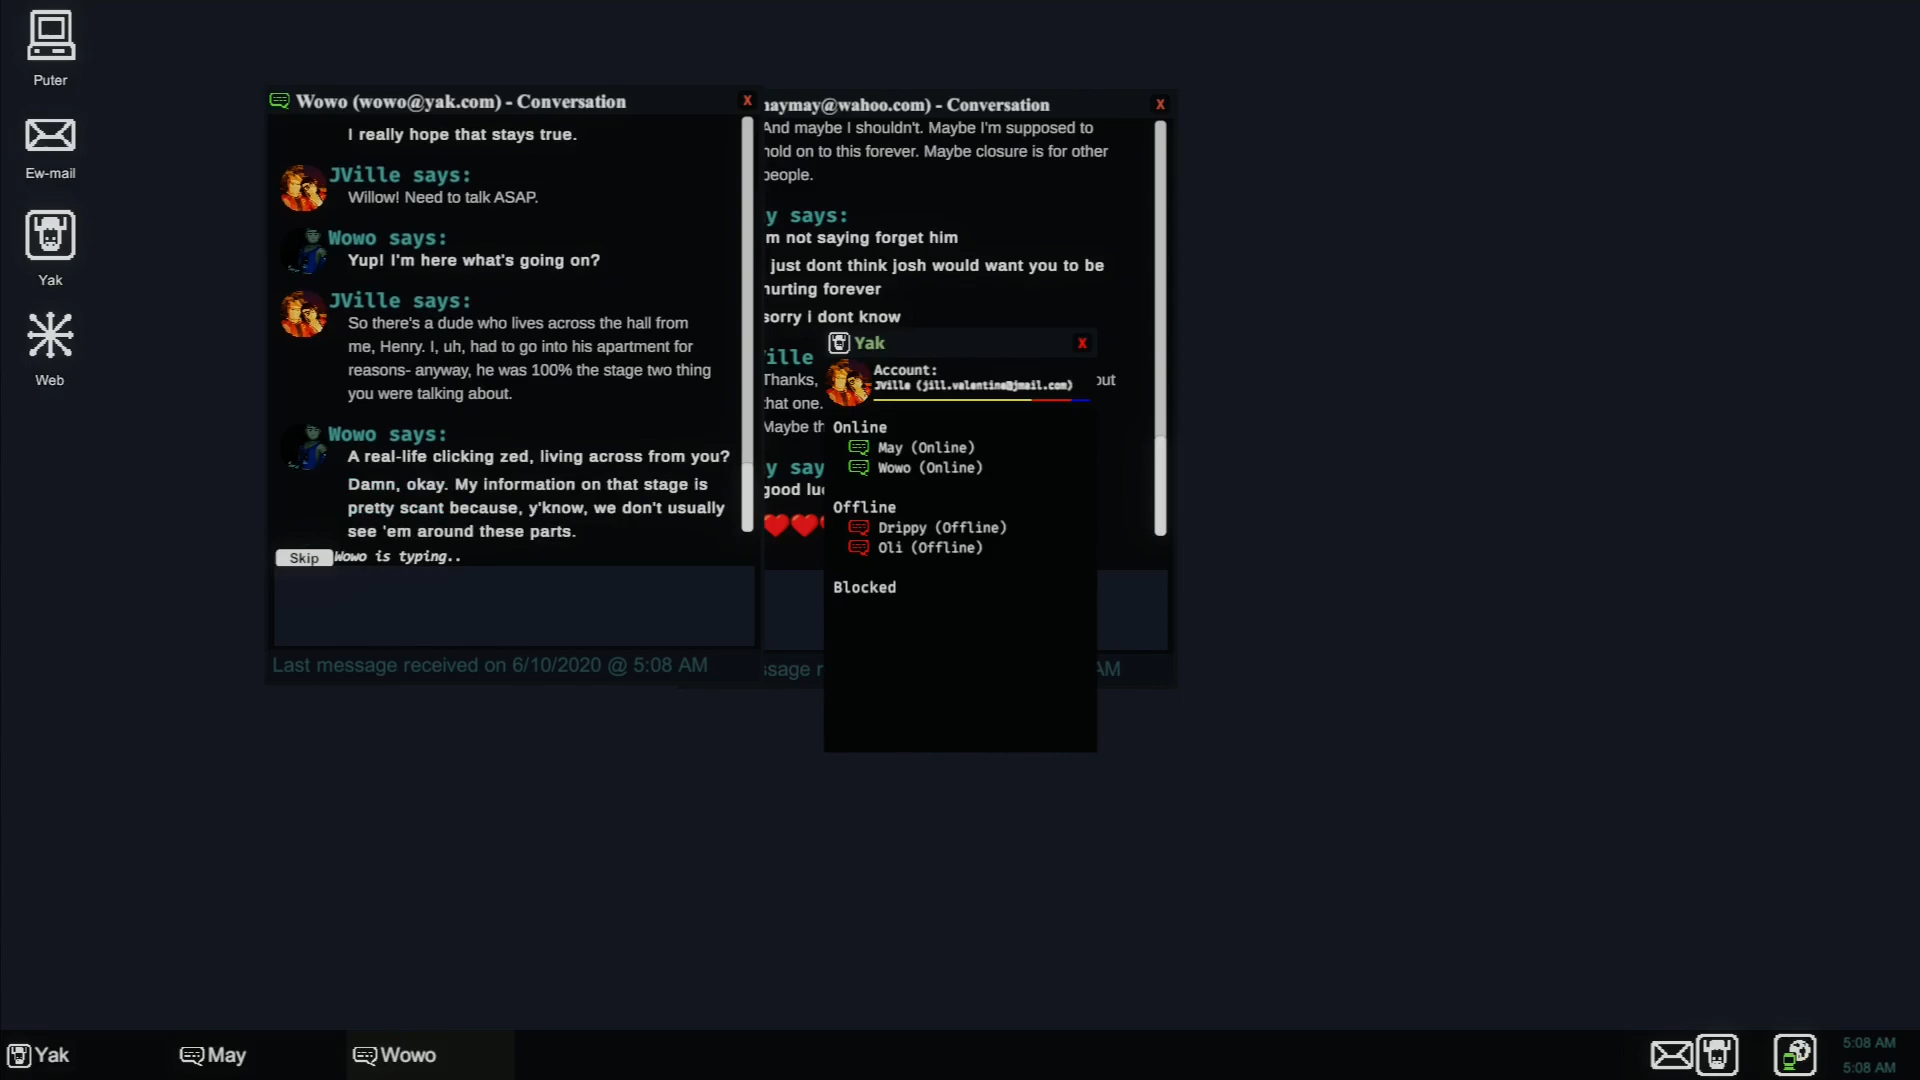 Puter
Ew-mail
Yak
Web
Wowo (wowo@yak.com) - Conversation
X
I really hope that stays true.
JVille says:
Willow! Need to talk ASAP.
Wowo says:
Yup! I'm here what's going on?
JVille says:
So there's a dude who lives across the hall from
me, Henry. I, uh, had to go into his apartment for
reasons- anyway, he was 100% the stage two thing
you were talking about.
Wowo says:
A real-life clicking zed, living across from you?
Damn, okay. My information on that stage is
pretty scant because, y'know, we don't usually
see 'em around these parts.
Skip
Wowo is typing..
Last message received on 6/10/2020 @ 5:08 AM
aymay@wahoo.com) - Conversation
X
And maybe I shouldn't. Maybe I'm supposed to
hold on to this forever. Maybe closure is for other
people.
y says:
m not saying forget him
just dont think josh would want you to be
hurting forever
sorry i dont know
ille
Thanks,
out
that one.
Maybe th
y say
good luc
ssage r
AM
Yak
X
Account:
JVille (jill.valentine@jmail.com)
Online
May (Online)
Wowo (Online)
Offline
Drippy (Offline)
Oli (Offline)
Blocked
Yak
May
Wowo
5:08 AM
5:08 AM